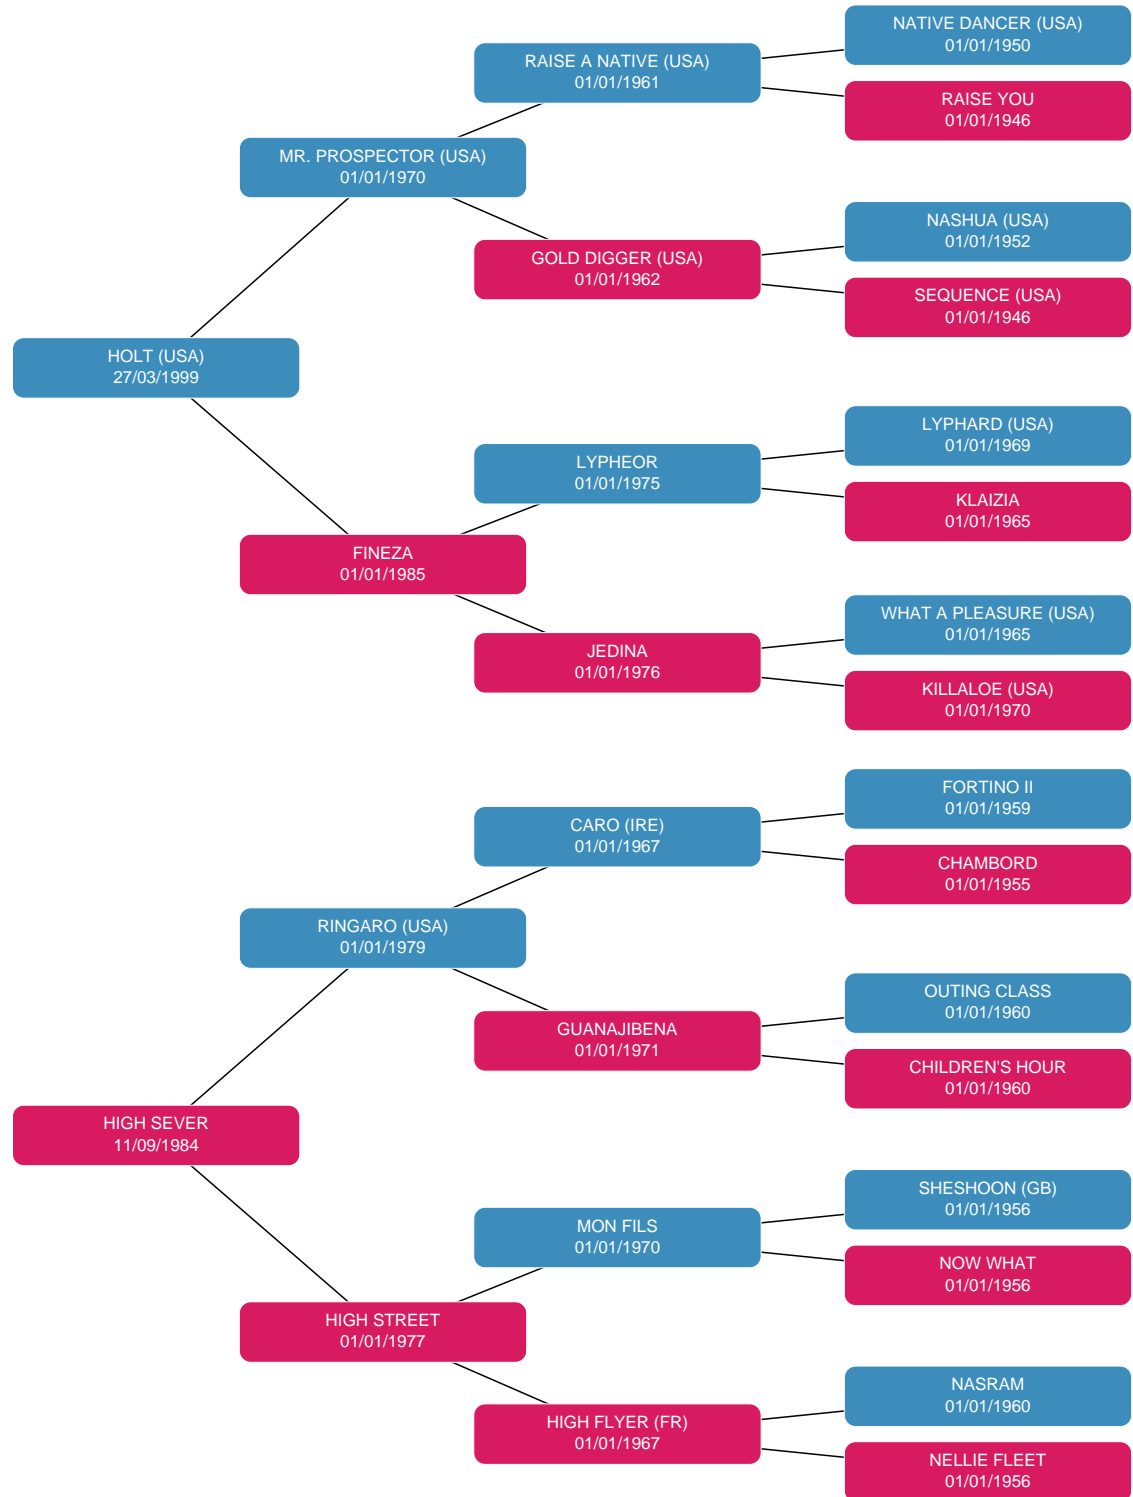 NATIVE DANCER (USA)
01/01/1950
RAISE A NATIVE (USA)
01/01/1961
RAISE YOU
01/01/1946
MR. PROSPECTOR (USA)
01/01/1970
NASHUA (USA)
01/01/1952
GOLD DIGGER (USA)
01/01/1962
SEQUENCE (USA)
01/01/1946
HOLT (USA)
27/03/1999
LYPHARD (USA)
01/01/1969
LYPHEOR
01/01/1975
KLAIZIA
01/01/1965
FINEZA
01/01/1985
WHAT A PLEASURE (USA)
01/01/1965
JEDINA
01/01/1976
KILLALOE (USA)
01/01/1970
FORTINO II
01/01/1959
CARO (IRE)
01/01/1967
CHAMBORD
01/01/1955
RINGARO (USA)
01/01/1979
OUTING CLASS
01/01/1960
GUANAJIBENA
01/01/1971
CHILDREN'S HOUR
01/01/1960
HIGH SEVER
11/09/1984
SHESHOON (GB)
01/01/1956
MON FILS
01/01/1970
NOW WHAT
01/01/1956
HIGH STREET
01/01/1977
NASRAM
01/01/1960
HIGH FLYER (FR)
01/01/1967
NELLIE FLEET
01/01/1956